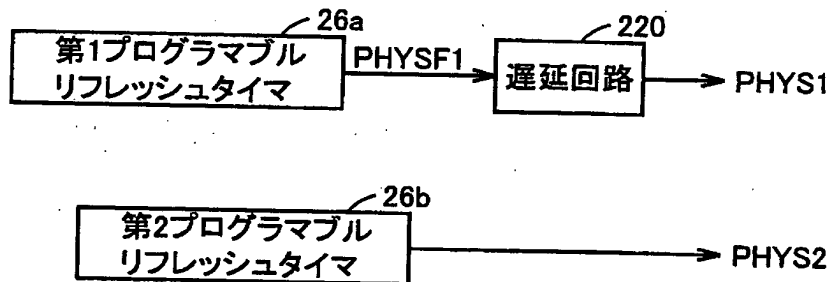 26a
第1プログラマブル
リフレッシュタイマ
PHYSF1
220
遅延回路
PHYS1
26b
第2プログラマブル
リフレッシュタイマ
PHYS2